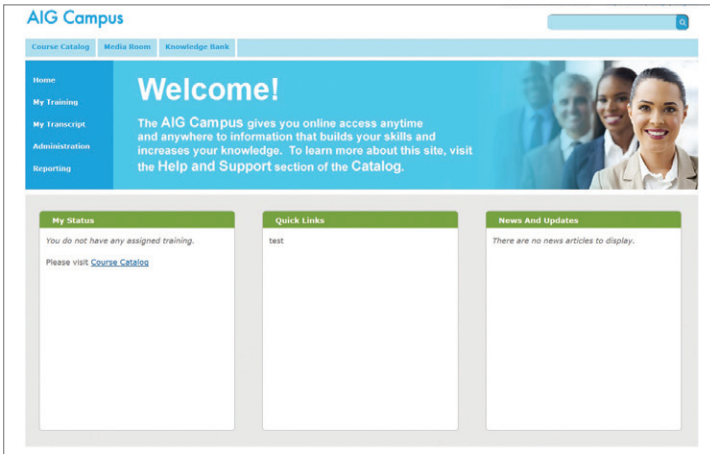 AIG Campus
Course Catalog Media Room Knowledge Bank
Home
My Training
My Transcript
Administration
Reporting
Welcome!
The AIG Campus gives you online access anytime
and anywhere to information that builds your skills and
increases your knowledge. To learn more about this site, visit
the Help and Support section of the Catalog.
My Status
You do not have any assigned training.
Please visit Course Catalog
Quick Links
test
News And Updates
There are no news articles to display.